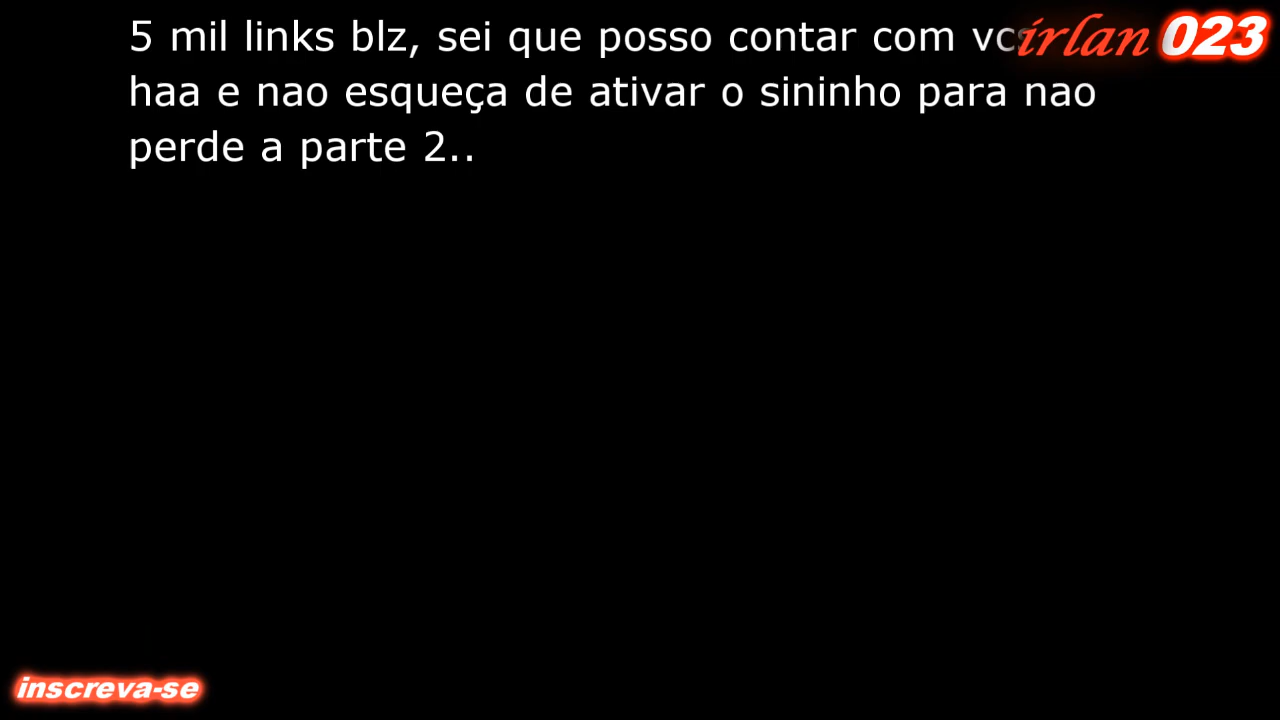 5 mil links blz, sei que posso contar com vcs
haa e nao esqueça de ativar o sininho para nao
perde a parte 2..
irlan 023
inscreva-se